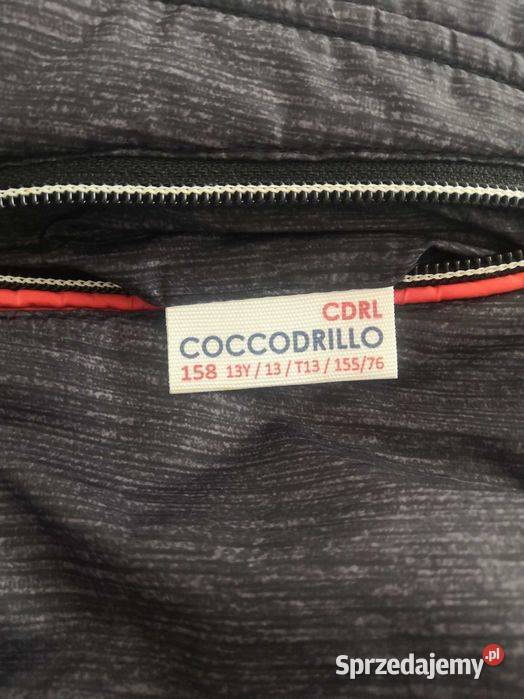 CDRL
COCCODRILLO
158 13Y / 13 / T13 / 155/76
Sprzedajemy.pl